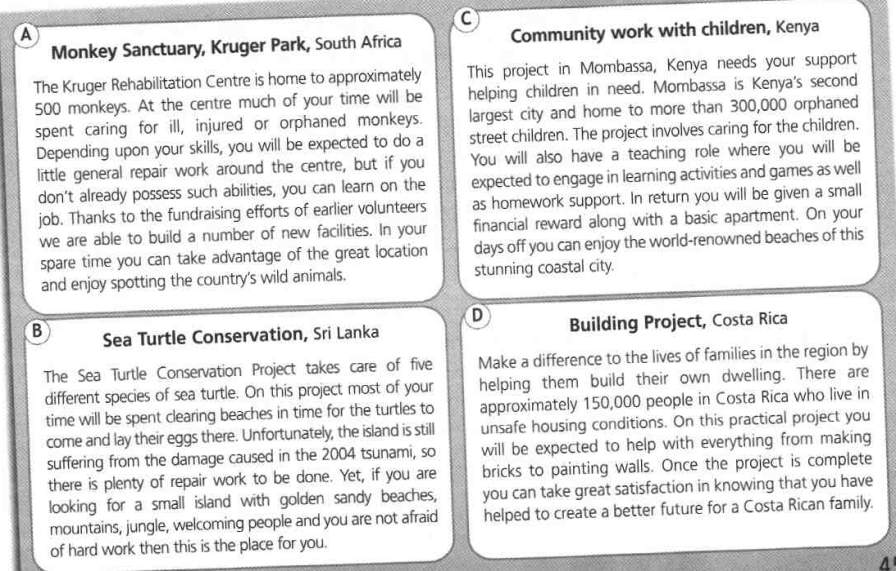 A
Monkey Sanctuary, Kruger Park, South Africa
The Kruger Rehabilitation Centre is home to approximately
500 monkeys. At the centre much of your time will be
spent caring for ill, injured or orphaned monkeys.
Depending upon your skills, you will be expected to do a
little general repair work around the centre, but if you
don't already possess such abilities, you can learn on the
job. Thanks to the fundraising efforts of earlier volunteers
we are able to build a number of new facilities. In your
spare time you can take advantage of the great location
and enjoy spotting the country's wild animals.
B
Sea Turtle Conservation, Sri Lanka
The Sea Turtle Conservation Project takes care of five
different species of sea turtle. On this project most of your
time will be spent clearing beaches in time for the turtles to
come and lay their eggs there. Unfortunately, the island is still
suffering from the damage caused in the 2004 tsunami, so
there is plenty of repair work to be done. Yet, if you are
looking for a small island with golden sandy beaches,
mountains, jungle, welcoming people and you are not afraid
of hard work then this is the place for you.
C
Community work with children, Kenya
This project in Mombassa, Kenya needs your support
helping children in need. Mombassa is Kenya's second
largest city and home to more than 300,000 orphaned
street children. The project involves caring for the children.
You will also have a teaching role where you will be
expected to engage in learning activities and games as well
as homework support. In return you will be given a small
financial reward along with a basic apartment. On your
days off you can enjoy the world-renowned beaches of this
stunning coastal city.
D
Building Project, Costa Rica
Make a difference to the lives of families in the region by
helping them build their own dwelling. There are
approximately 150,000 people in Costa Rica who live in
unsafe housing conditions. On this practical project you
will be expected to help with everything from making
bricks to painting walls. Once the project is complete
you can take great satisfaction in knowing that you have
helped to create a better future for a Costa Rican family.